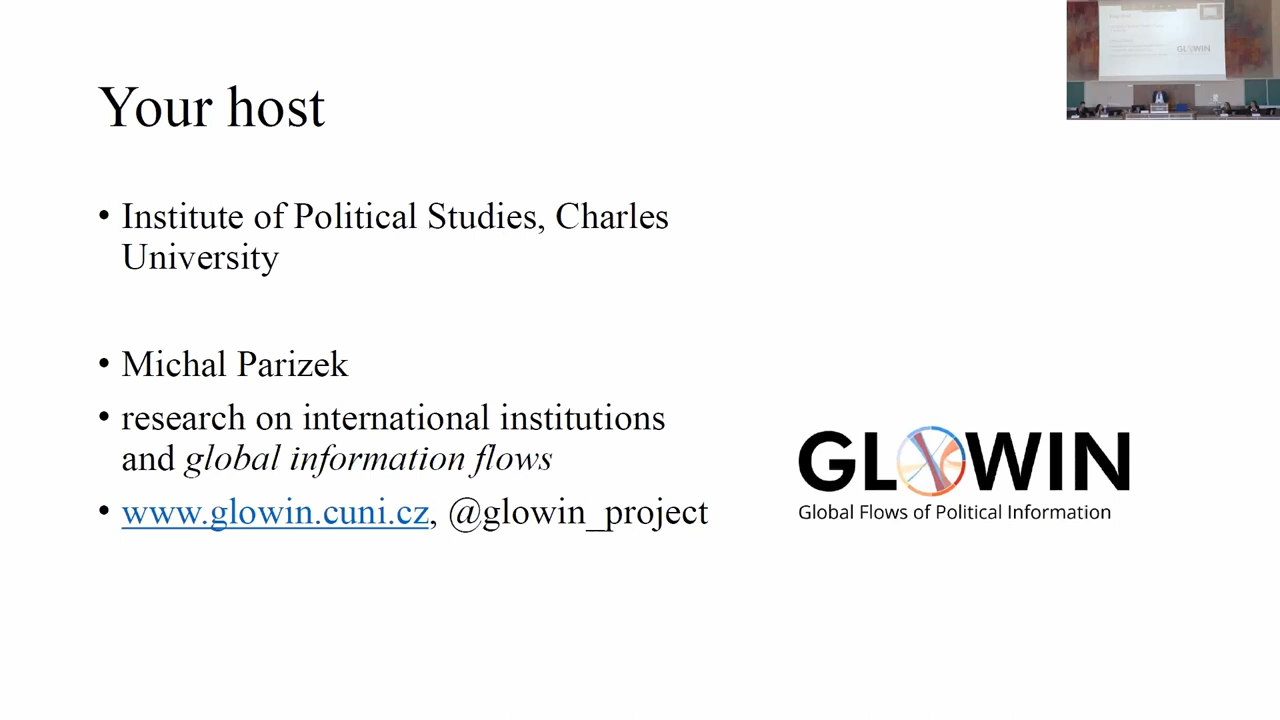 Your host
• Institute of Political Studies, Charles
University
• Michal Parizek
• research on international institutions
and global information flows
• www.glowin.cuni.cz, @glowin_project
GLOWIN
Global Flows of Political Information
GLOWIN